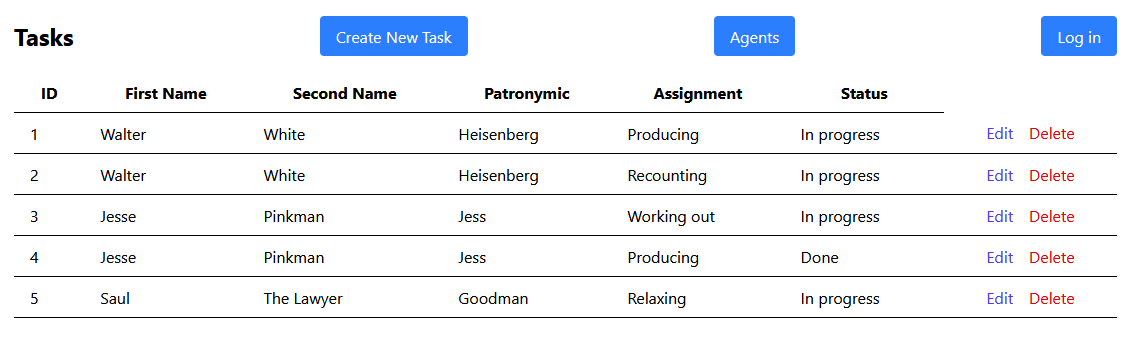 Tasks Create New Task Agents Log in
ID First Name Second Name Patronymic Assignment Status
1 Walter White Heisenberg Producing In progress Edit Delete
2 Walter White Heisenberg Recounting In progress Edit Delete
3 Jesse Pinkman Jess Working out In progress Edit Delete
4 Jesse Pinkman Jess Producing Done Edit Delete
5 Saul The Lawyer Goodman Relaxing In progress Edit Delete